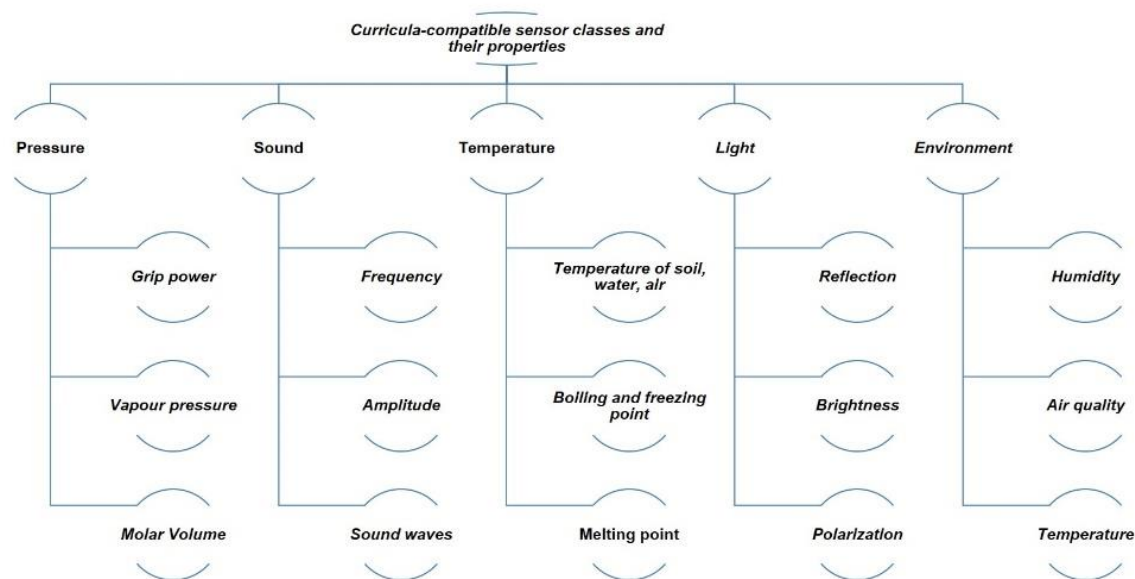 Curricula-compatible sensor classes and
their properties
Pressure
Sound
Temperature
Light
Environment
Grip power
Frequency
Temperature of soil,
water, air
Reflection
Humidity
Vapour pressure
Amplitude
Boiling and freezing
point
Brightness
Air quality
Molar Volume
Sound waves
Melting point
Polarization
Temperature